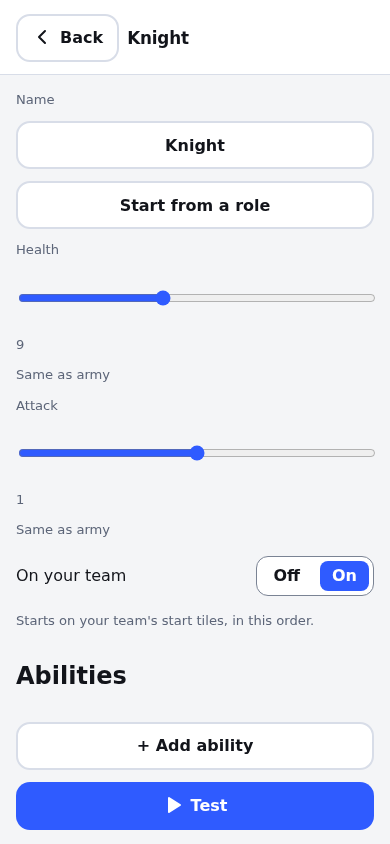 Back Knight
Name
Knight
Start from a role
Health
9
Same as army
Attack
1
Same as army
On your team Off On
Starts on your team's start tiles, in this order.
Abilities
+ Add ability
Test